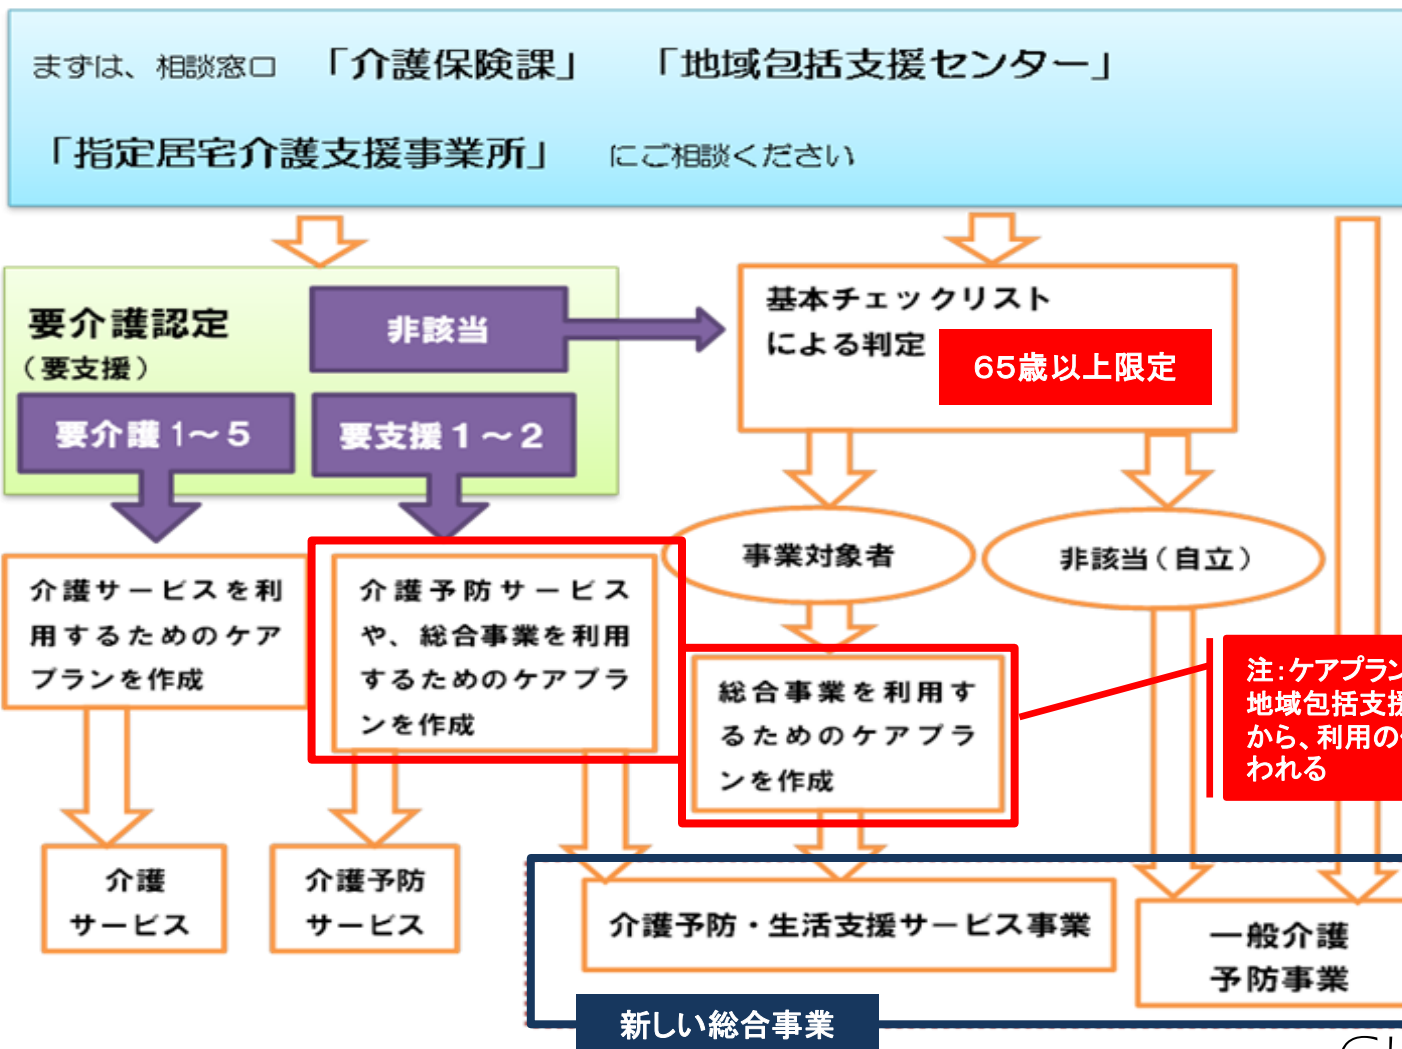 まずは、相談窓口 「介護保険課」 「地域包括支援センター」
「指定居宅介護支援事業所」 にご相談ください
要介護認定
（要支援）
非該当
要介護1～5
要支援1～2
基本チェックリスト
による判定
65歳以上限定
事業対象者
非該当（自立）
介護サービスを利
用するためのケア
プランを作成
介護予防サービス
や、総合事業を利用
するためのケアプラ
ンを作成
総合事業を利用す
るためのケアプラ
ンを作成
注：ケアプラン
地域包括支援
から、利用の
われる
介護
サービス
介護予防
サービス
介護予防・生活支援サービス事業
一般介護
予防事業
新しい総合事業